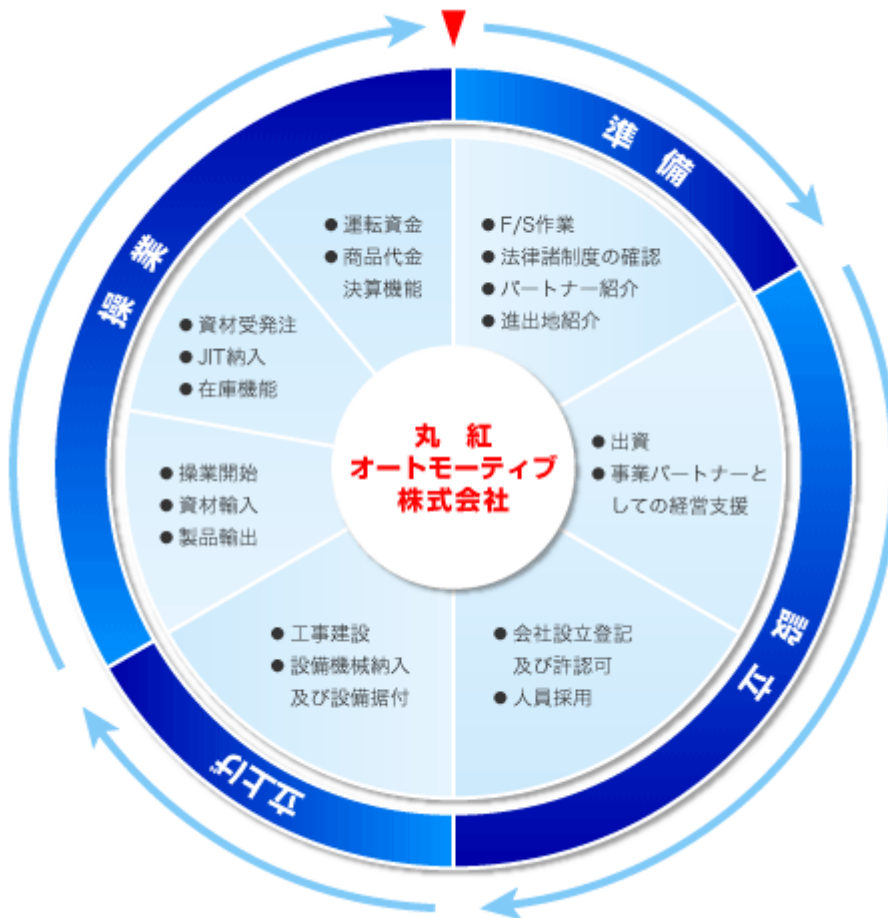 準備
● F/S作業
● 法律諸制度の確認
● パートナー紹介
● 進出地紹介
設立
● 出資
● 事業パートナーと
しての経営支援
● 会社設立登記
及び許認可
● 人員採用
立上げ
● 工事建設
● 設備機械納入
及び設備据付
操業
● 操業開始
● 資材輸入
● 製品輸出
● 資材受発注
● JIT納入
● 在庫機能
● 運転資金
● 商品代金
決算機能
丸 紅
オートモーティブ
株式会社